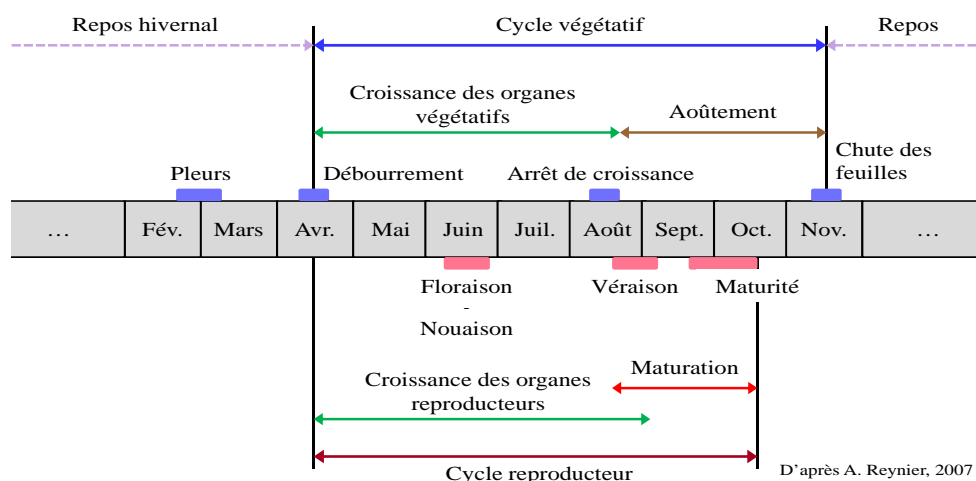 Repos hivernal
Cycle végétatif
Repos
Croissance des organes
végétatifs
Aoûtement
Pleurs
Débourrement
Arrêt de croissance
Chute des
feuilles
… Fév. Mars Avr. Mai Juin Juil. Août Sept. Oct. Nov. …
Floraison
-
Nouaison
Véraison
Maturité
Maturation
Croissance des organes
reproducteurs
Cycle reproducteur
D'après A. Reynier, 2007